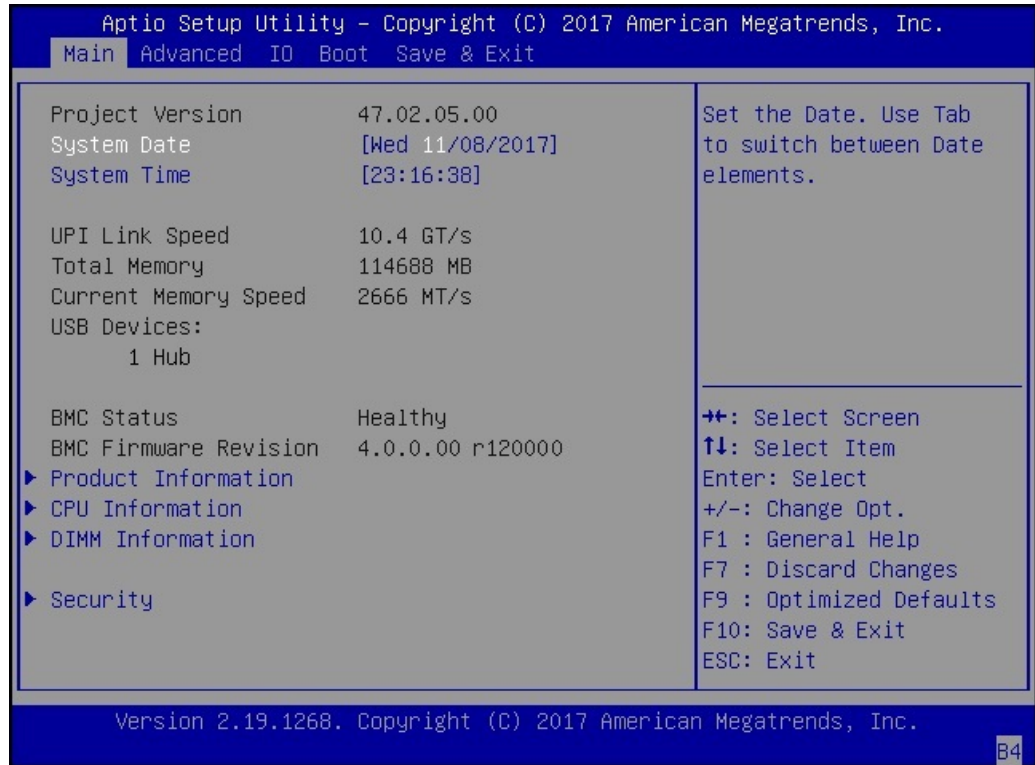 Aptio Setup Utility – Copyright (C) 2017 American Megatrends, Inc.
Main Advanced IO Boot Save & Exit
Project Version 47.02.05.00
System Date [Wed 11/08/2017]
System Time [23:16:38]
UPI Link Speed 10.4 GT/s
Total Memory 114688 MB
Current Memory Speed 2666 MT/s
USB Devices:
1 Hub
BMC Status Healthy
BMC Firmware Revision 4.0.0.00 r120000
▶ Product Information
▶ CPU Information
▶ DIMM Information
▶ Security
Set the Date. Use Tab
to switch between Date
elements.
→←: Select Screen
↑↓: Select Item
Enter: Select
+/-: Change Opt.
F1 : General Help
F7 : Discard Changes
F9 : Optimized Defaults
F10: Save & Exit
ESC: Exit
Version 2.19.1268. Copyright (C) 2017 American Megatrends, Inc.
B4